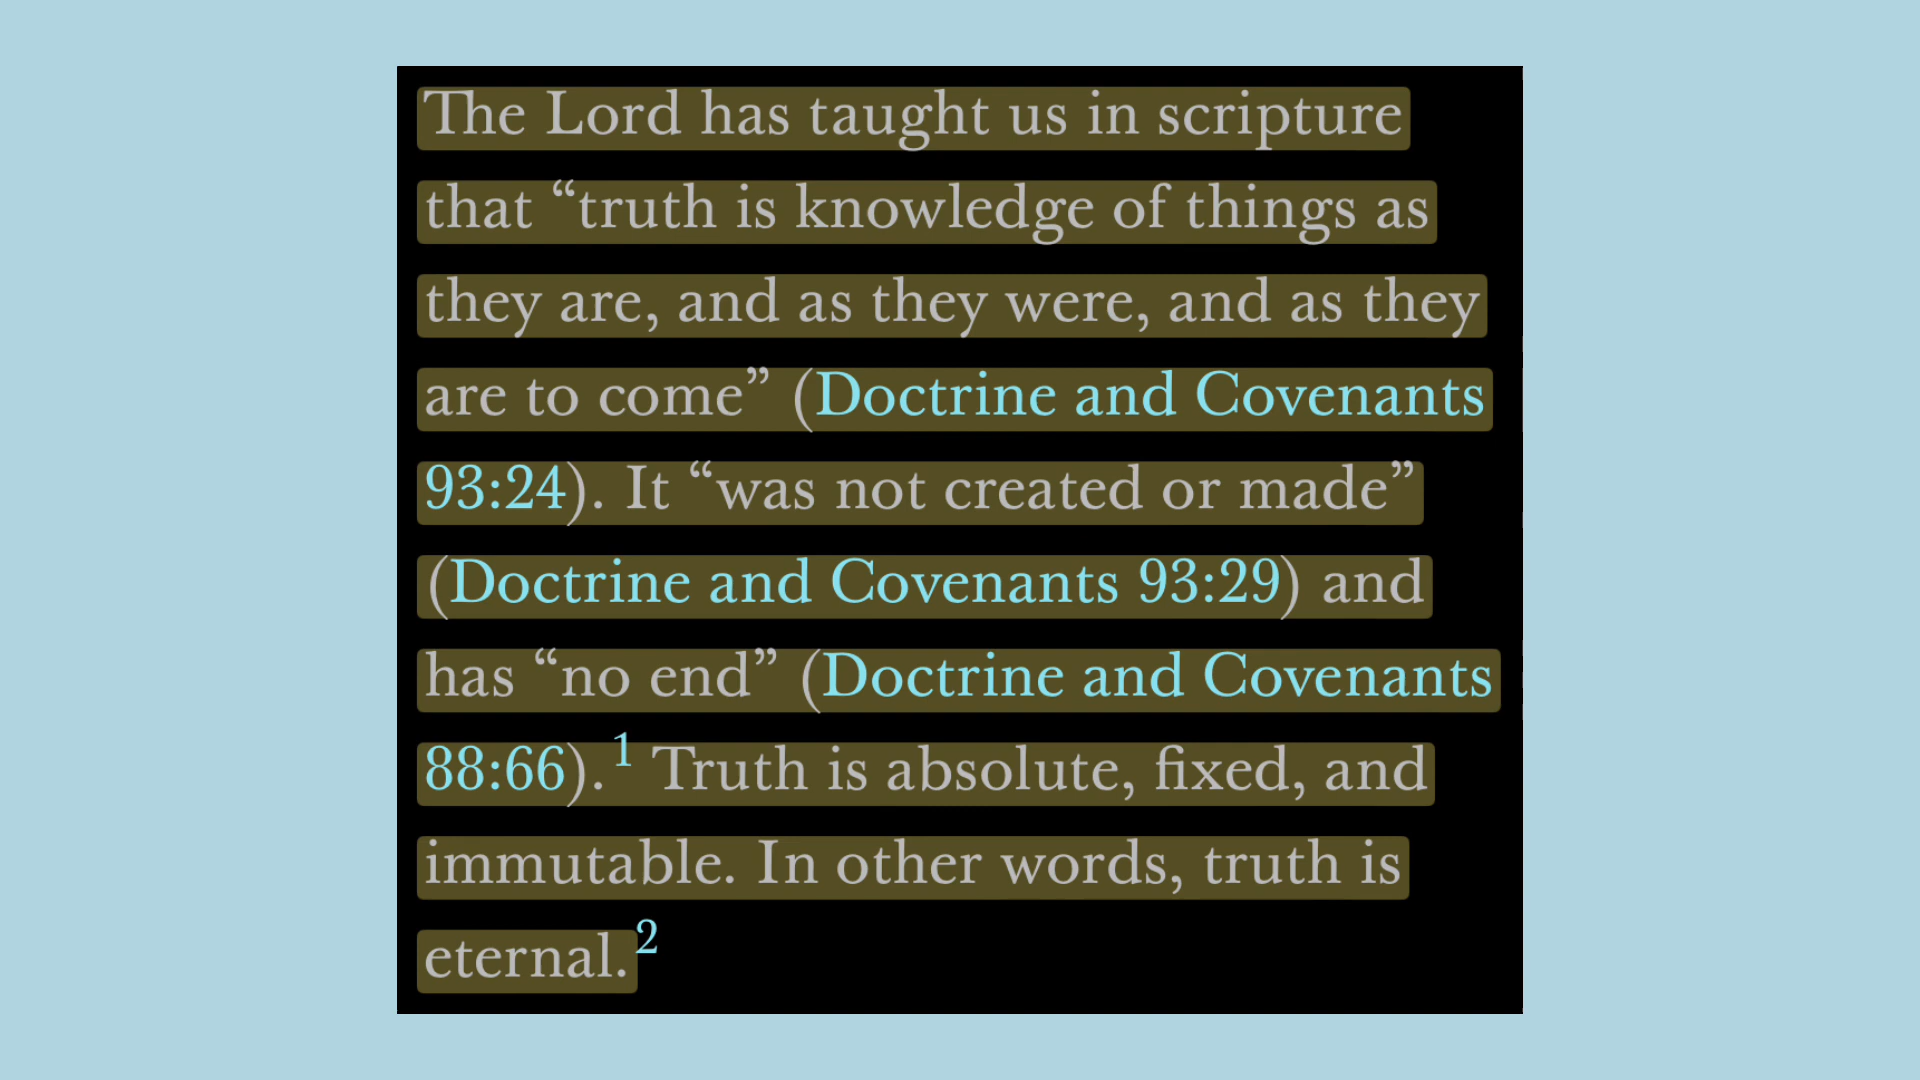 The Lord has taught us in scripture
that “truth is knowledge of things as
they are, and as they were, and as they
are to come” (Doctrine and Covenants
93:24). It “was not created or made”
(Doctrine and Covenants 93:29) and
has “no end” (Doctrine and Covenants
88:66).1 Truth is absolute, fixed, and
immutable. In other words, truth is
eternal.2